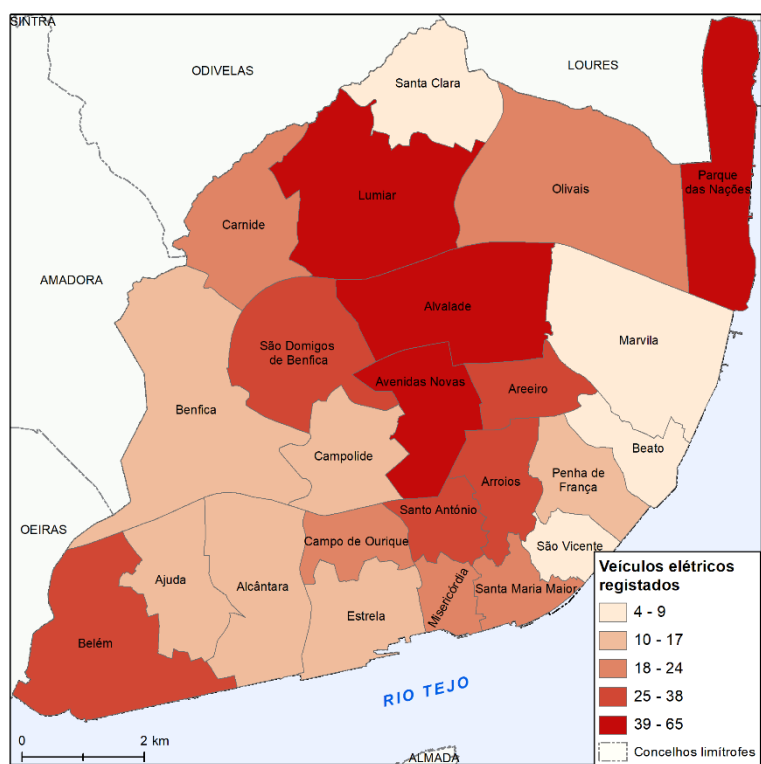 SINTRA
ODIVELAS
LOURES
Santa Clara
Parque
das Nações
Lumiar
Olivais
Carnide
AMADORA
Alvalade
São Domigos
de Benfica
Marvila
Avenidas Novas
Areeiro
Benfica
Beato
Campolide
Penha de
França
Arroios
Santo António
OEIRAS
Campo de Ourique
São Vicente
Ajuda
Alcântara
Estrela
Misericórdia
Santa Maria Maior
Belém
RIO TEJO
ALMADA
0 2 km
Veículos elétricos
registados
4 - 9
10 - 17
18 - 24
25 - 38
39 - 65
Concelhos limítrofes